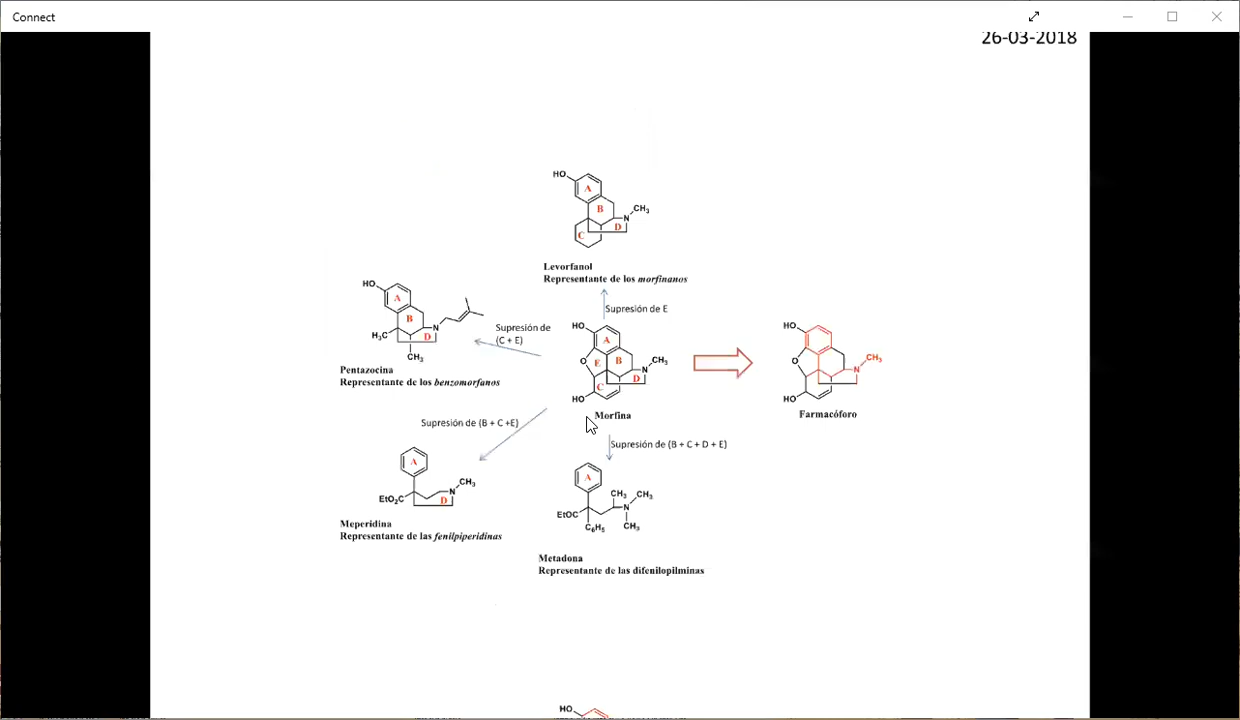 Connect
26-03-2018
HO
A
B
N
CH₃
D
C
Levorfanol
Representante de los morfinanos
Supresión de E
HO
A
B
N
H₃C
D
CH₃
Supresión de
(C + E)
Pentazocina
Representante de los benzomorfanos
HO
A
O
E
B
CH₃
N
C
D
HO
Morfina
HO
O
CH₃
N
HO
Farmacóforo
Supresión de (B + C +E)
Supresión de (B + C + D + E)
A
CH₃
N
EtO₂C
D
Meperidina
Representante de las fenilpiperidinas
A
CH₃
CH₃
N
EtOC
C₆H₅
CH₃
Metadona
Representante de las difenilopilminas
HO